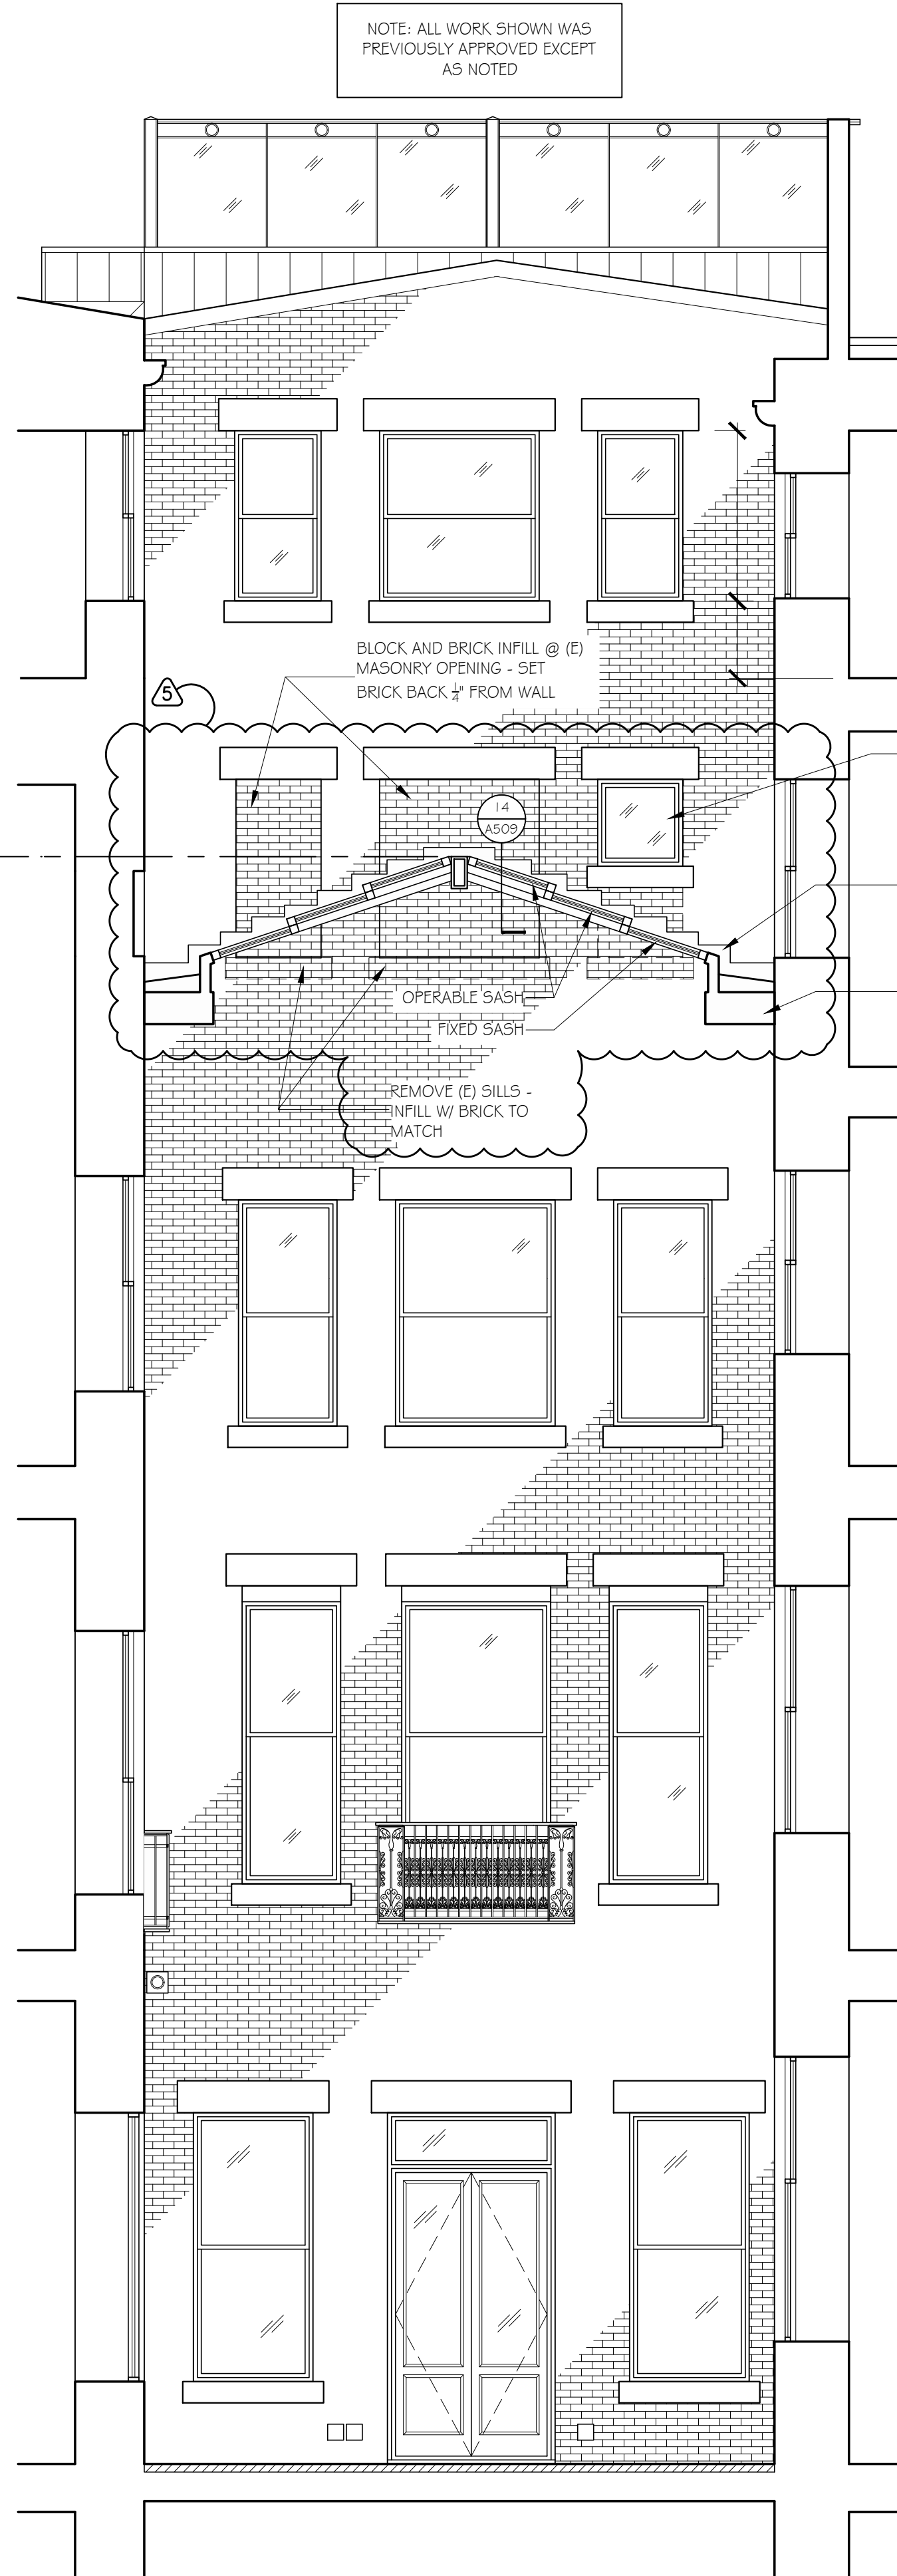 NOTE: ALL WORK SHOWN WAS
PREVIOUSLY APPROVED EXCEPT
AS NOTED
BLOCK AND BRICK INFILL @ (E)
MASONRY OPENING - SET
BRICK BACK 1/4" FROM WALL
5
14
A509
OPERABLE SASH
FIXED SASH
REMOVE (E) SILLS -
INFILL W/ BRICK TO
MATCH